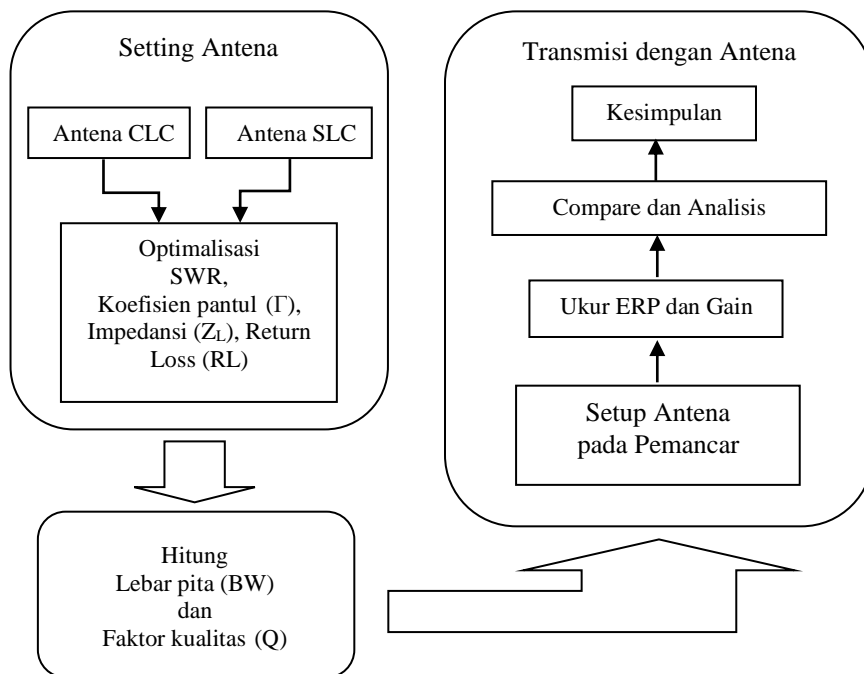 Setting Antena
Antena CLC
Antena SLC
Optimalisasi
SWR,
Koefisien pantul (Γ),
Impedansi (Z_L), Return
Loss (RL)
Hitung
Lebar pita (BW)
dan
Faktor kualitas (Q)
Transmisi dengan Antena
Kesimpulan
Compare dan Analisis
Ukur ERP dan Gain
Setup Antena
pada Pemancar